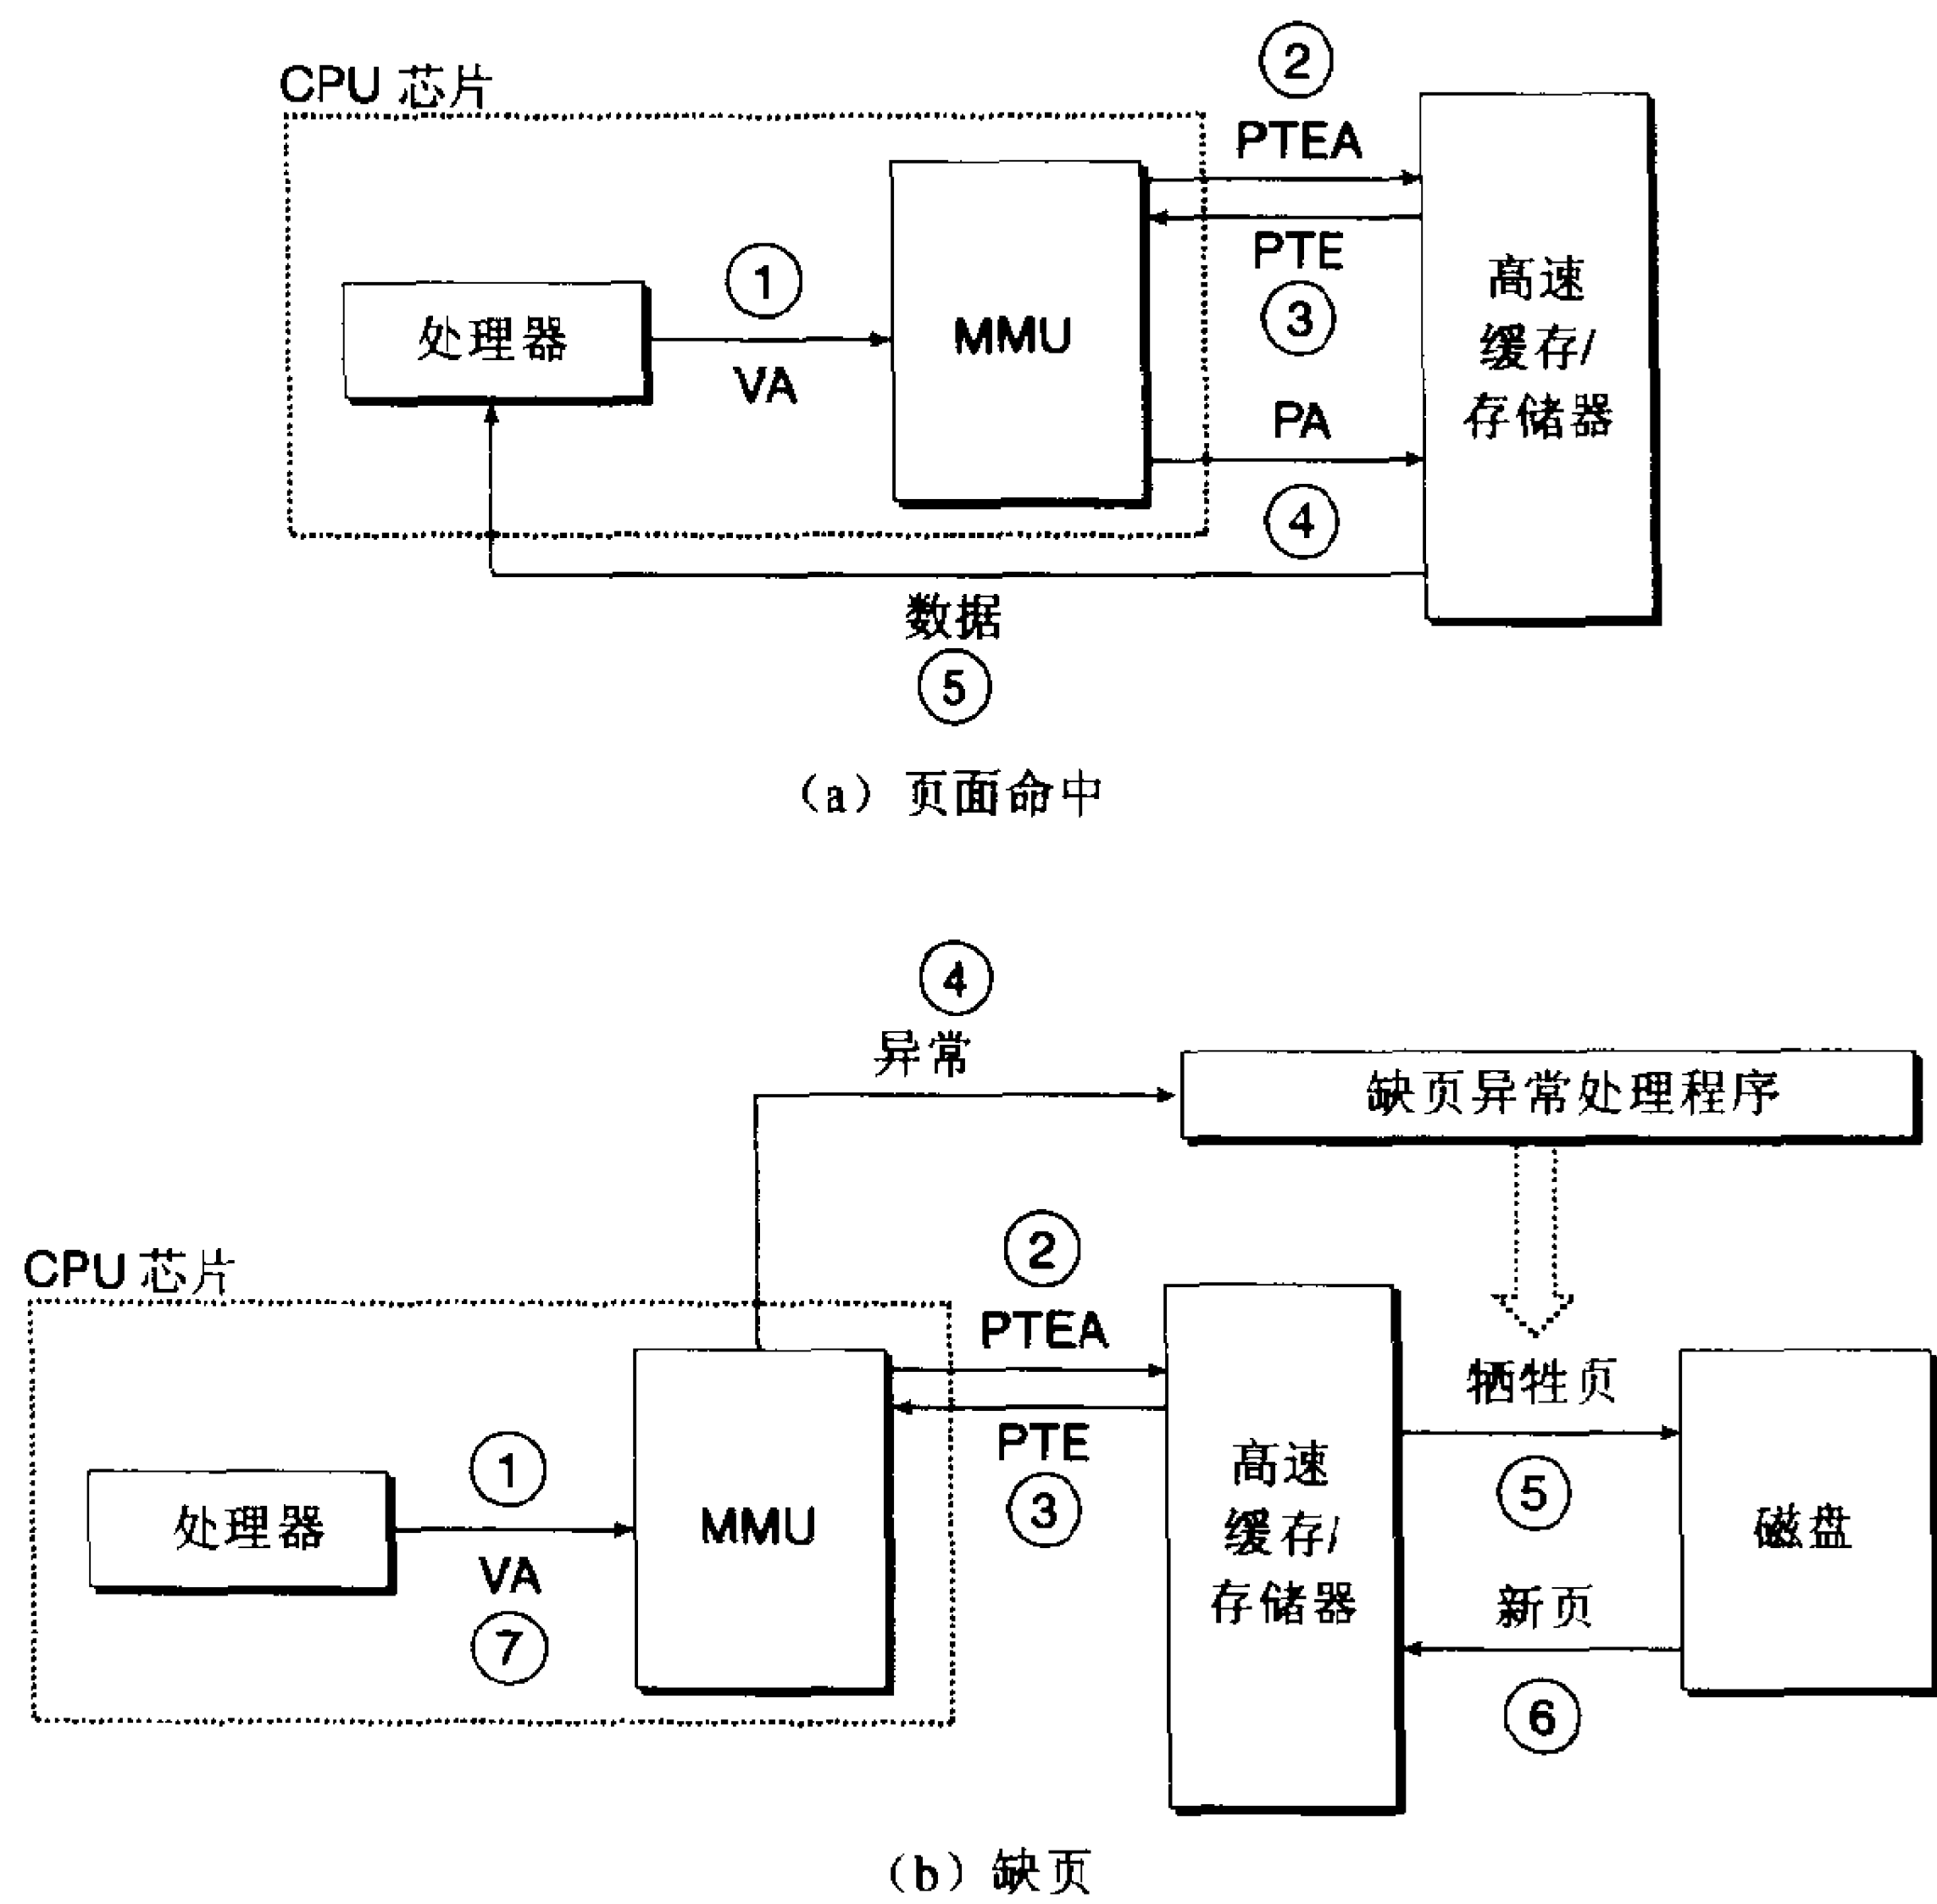 ②
CPU 芯片
PTEA
①
PTE
高速
缓存/
存储器
③
处理器
MMU
VA
PA
④
数据
⑤
(a) 页面命中
④
异常
缺页异常处理程序
②
CPU 芯片
PTEA
牺牲页
①
PTE
高速
缓存/
存储器
⑤
③
处理器
MMU
磁盘
VA
新页
⑦
⑥
(b) 缺页